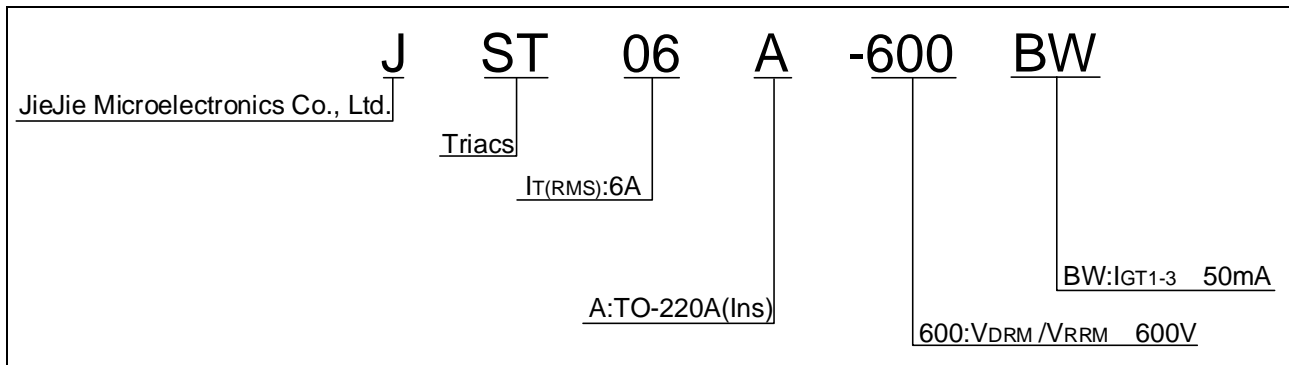 J ST 06 A -600 BW
JieJie Microelectronics Co., Ltd.
Triacs
IT(RMS):6A
BW:IGT1-3 50mA
A:TO-220A(Ins)
600:VDRM /VRRM 600V